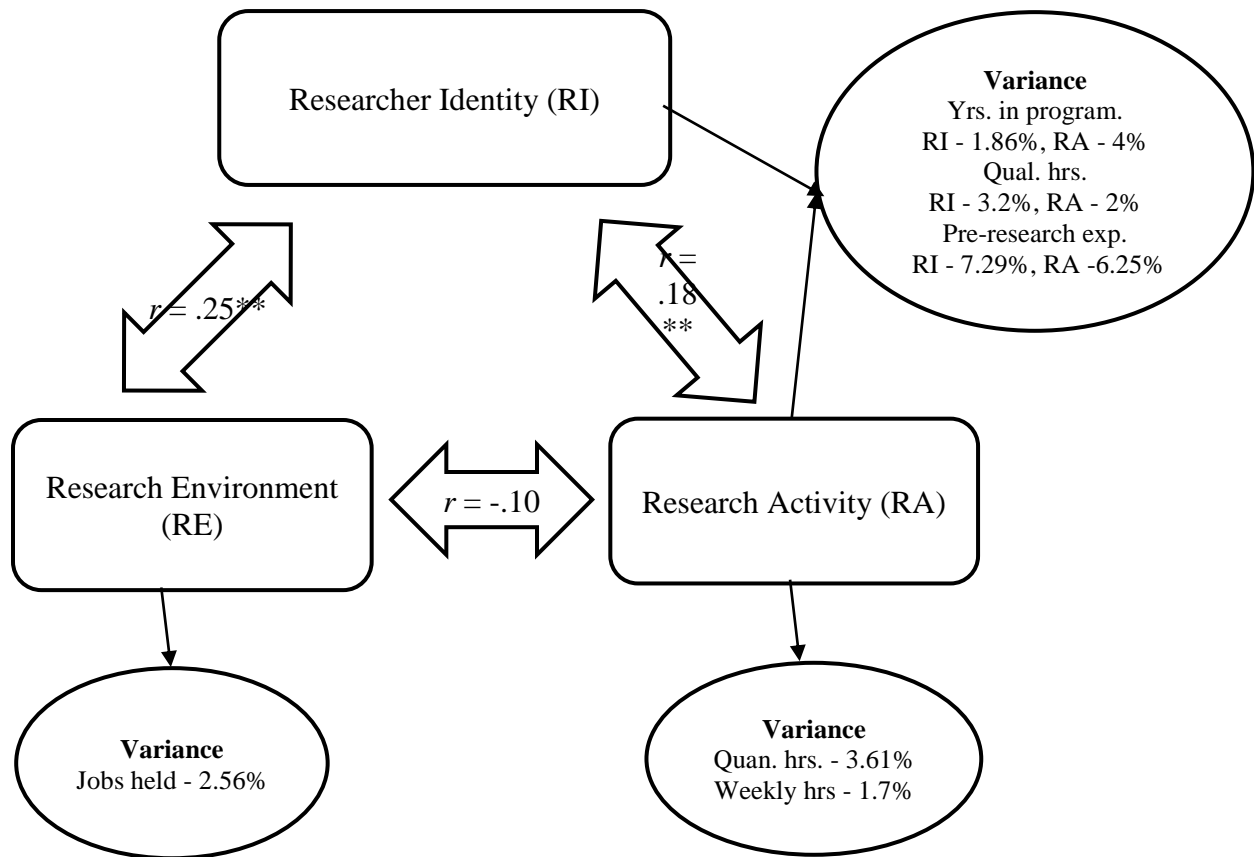 Researcher Identity (RI)
Variance
Yrs. in program.
RI - 1.86%, RA - 4%
Qual. hrs.
RI - 3.2%, RA - 2%
Pre-research exp.
RI - 7.29%, RA -6.25%
r = .25**
r =
.18
**
Research Environment
(RE)
r = -.10
Research Activity (RA)
Variance
Jobs held - 2.56%
Variance
Quan. hrs. - 3.61%
Weekly hrs - 1.7%